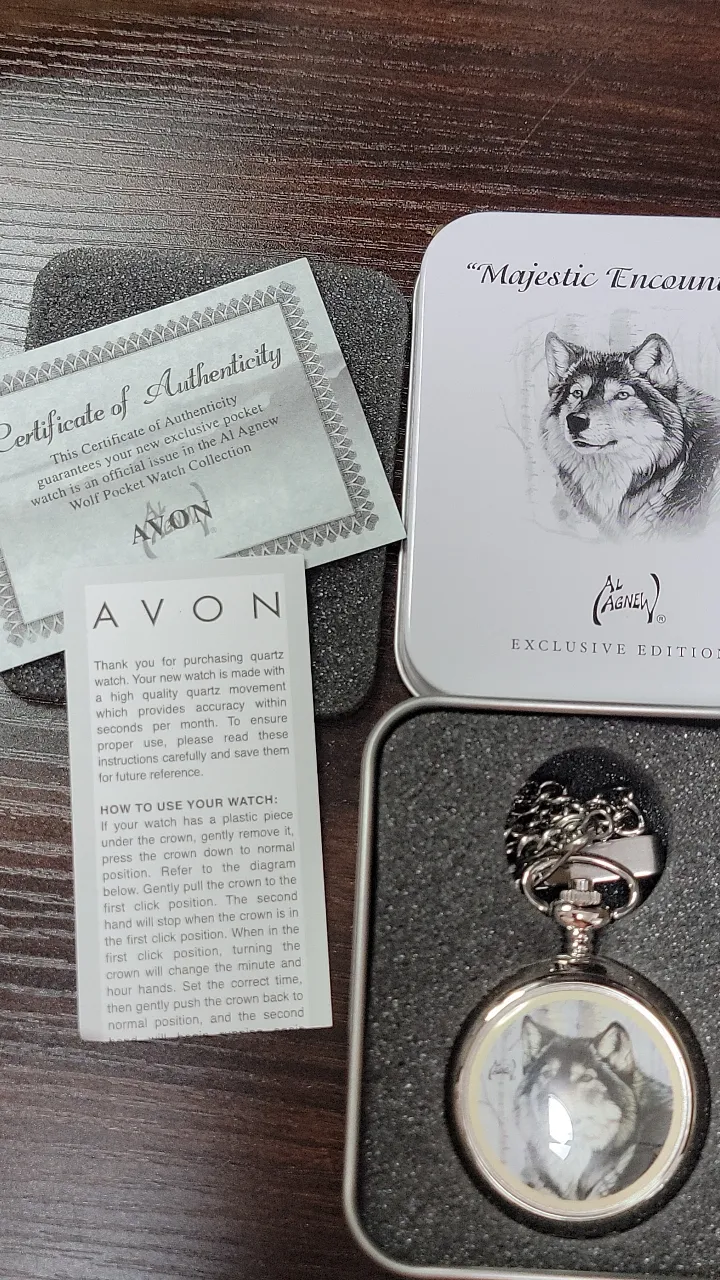 Certificate of Authenticity
This Certificate of Authenticity
guarantees your new exclusive pocket
watch is an official issue in the Al Agnew
Wolf Pocket Watch Collection
AVON
AVON
Thank you for purchasing quartz
watch. Your new watch is made with
a high quality quartz movement
which provides accuracy within
seconds per month. To ensure
proper use, please read these
instructions carefully and save them
for future reference.
HOW TO USE YOUR WATCH:
If your watch has a plastic piece
under the crown, gently remove it,
press the crown down to normal
position. Refer to the diagram
below. Gently pull the crown to the
first click position. The second
hand will stop when the crown is in
the first click position. When in the
first click position, turning the
crown will change the minute and
hour hands. Set the correct time,
then gently push the crown back to
normal position, and the second
"Majestic Encount
AL
AGNEW®
EXCLUSIVE EDITION